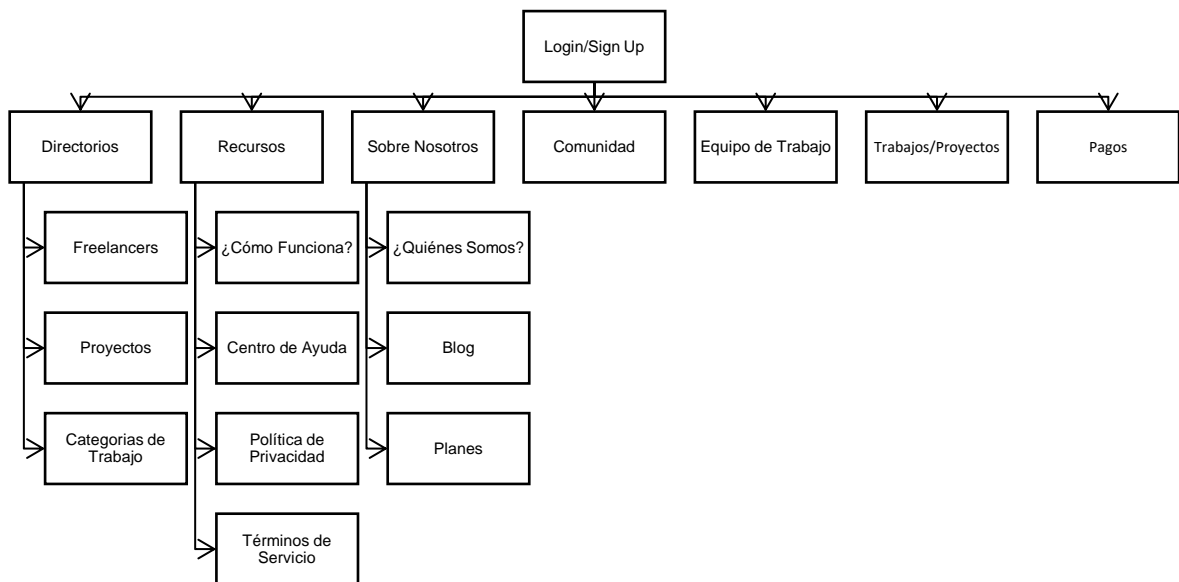 Login/Sign Up
Directorios
Recursos
Sobre Nosotros
Comunidad
Equipo de Trabajo
Trabajos/Proyectos
Pagos
Freelancers
¿Cómo Funciona?
¿Quiénes Somos?
Proyectos
Centro de Ayuda
Blog
Categorias de
Trabajo
Política de
Privacidad
Planes
Términos de
Servicio